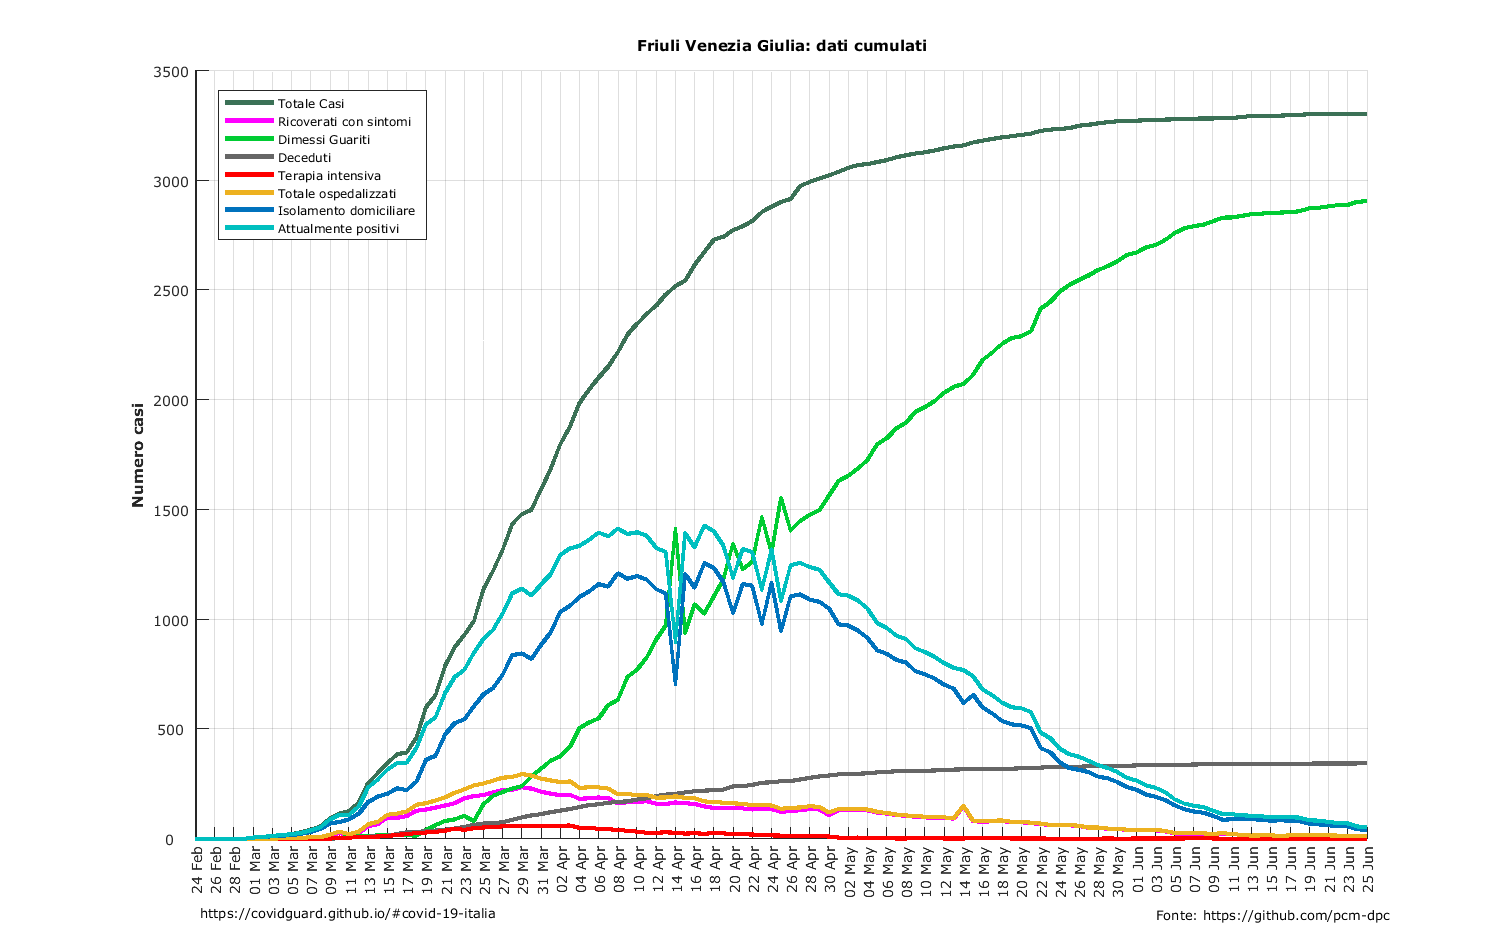 Friuli Venezia Giulia: dati cumulati
3500
3000
2500
2000
1500
1000
500
0
Numero casi
Totale Casi
Ricoverati con sintomi
Dimessi Guariti
Deceduti
Terapia intensiva
Totale ospedalizzati
Isolamento domiciliare
Attualmente positivi
24 Feb
26 Feb
28 Feb
01 Mar
03 Mar
05 Mar
07 Mar
09 Mar
11 Mar
13 Mar
15 Mar
17 Mar
19 Mar
21 Mar
23 Mar
25 Mar
27 Mar
29 Mar
31 Mar
02 Apr
04 Apr
06 Apr
08 Apr
10 Apr
12 Apr
14 Apr
16 Apr
18 Apr
20 Apr
22 Apr
24 Apr
26 Apr
28 Apr
30 Apr
02 May
04 May
06 May
08 May
10 May
12 May
14 May
16 May
18 May
20 May
22 May
24 May
26 May
28 May
30 May
01 Jun
03 Jun
05 Jun
07 Jun
09 Jun
11 Jun
13 Jun
15 Jun
17 Jun
19 Jun
21 Jun
23 Jun
25 Jun
https://covidguard.github.io/#covid-19-italia
Fonte: https://github.com/pcm-dpc